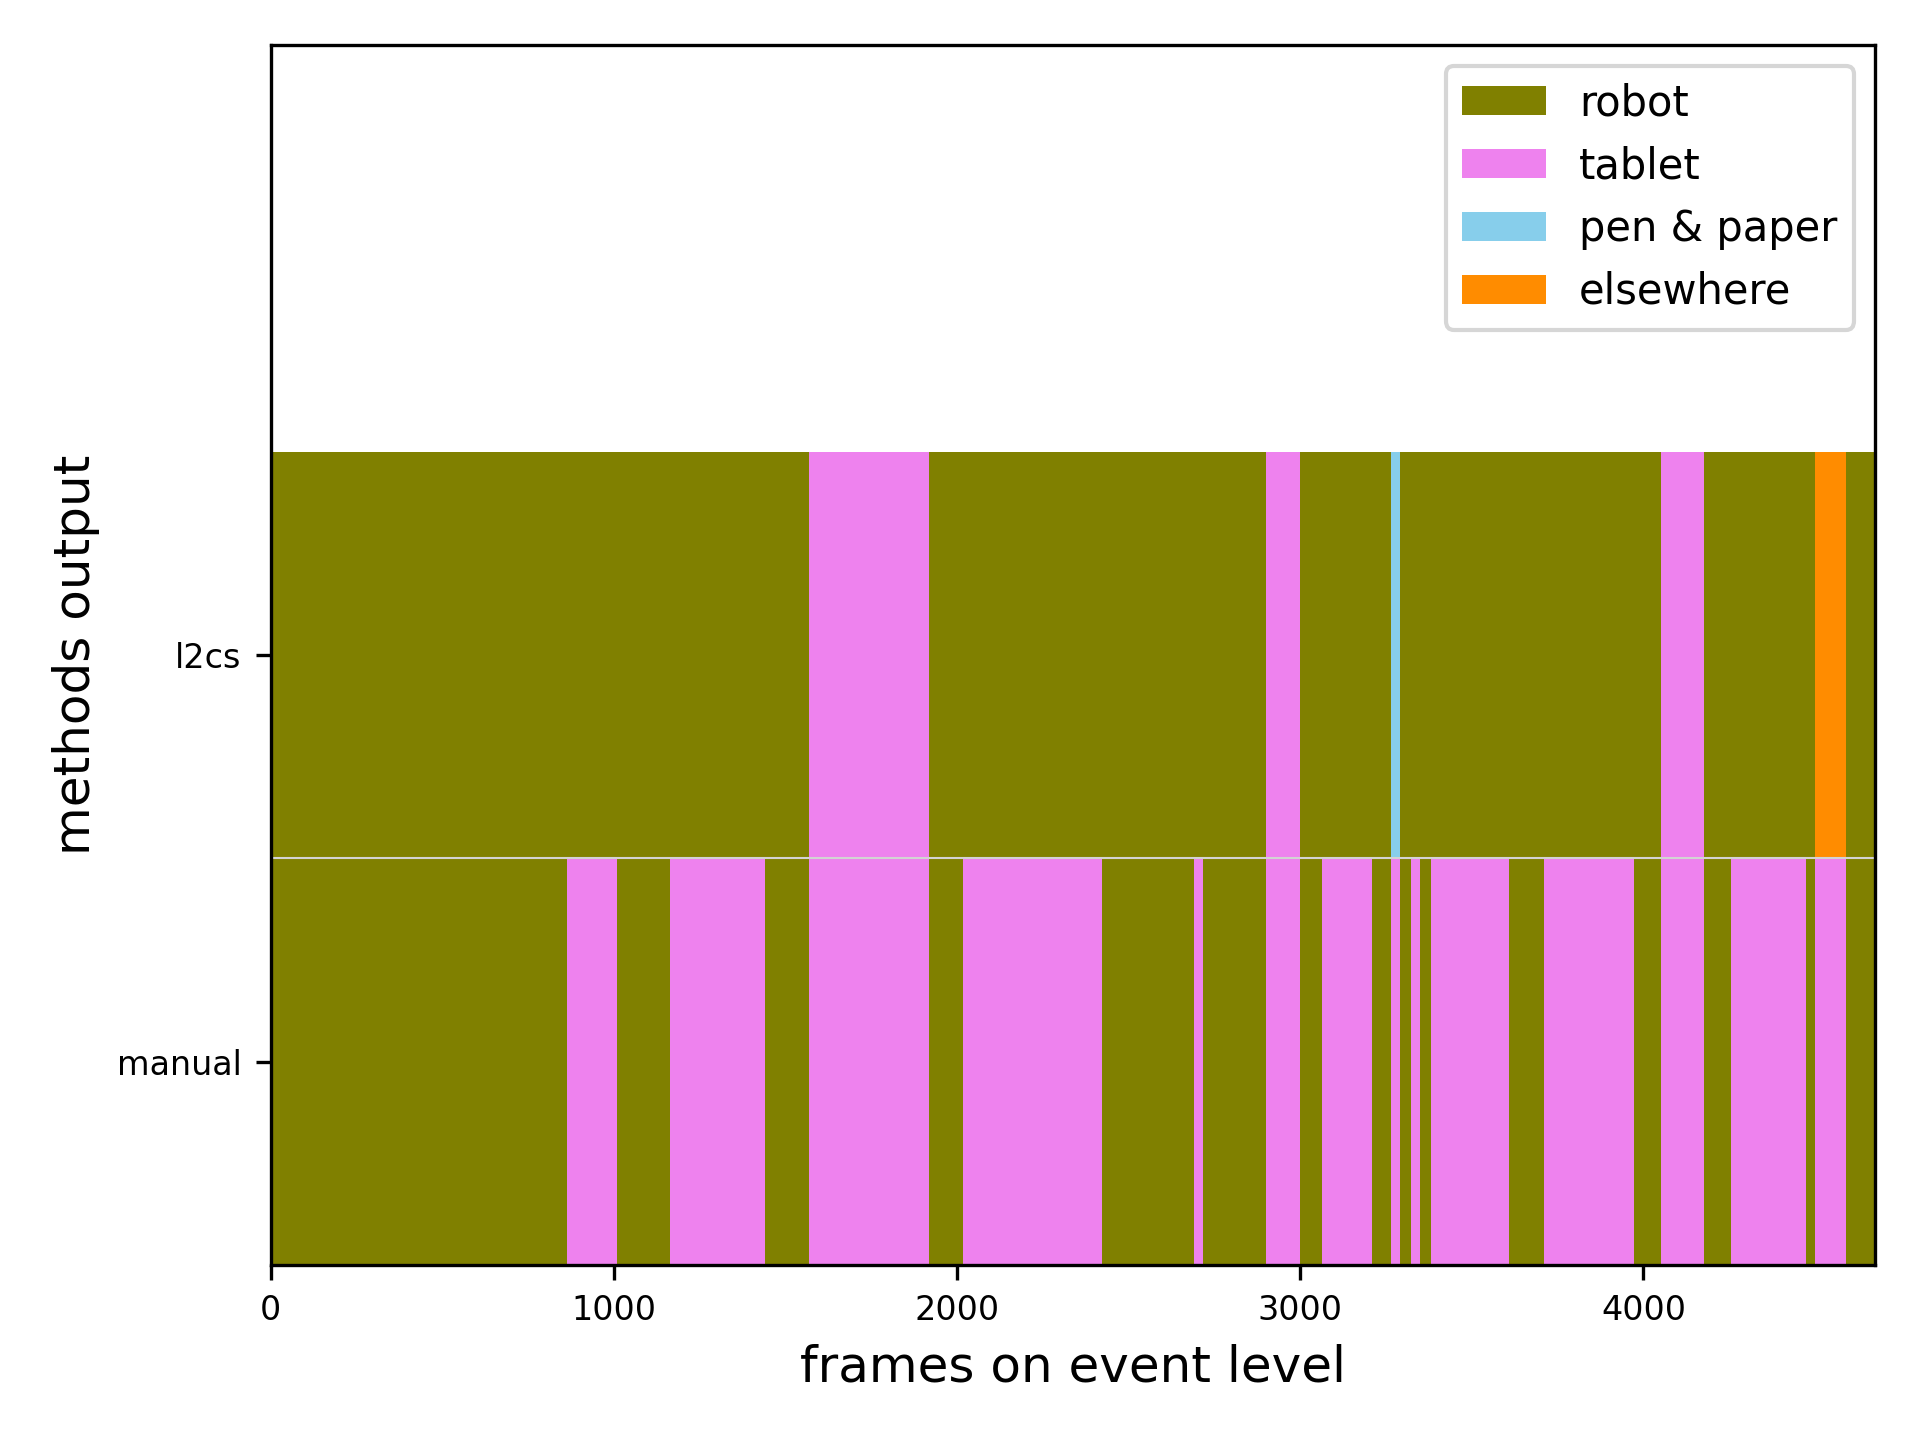 robot
tablet
pen & paper
elsewhere
methods output
l2cs
manual
0 1000 2000 3000 4000
frames on event level